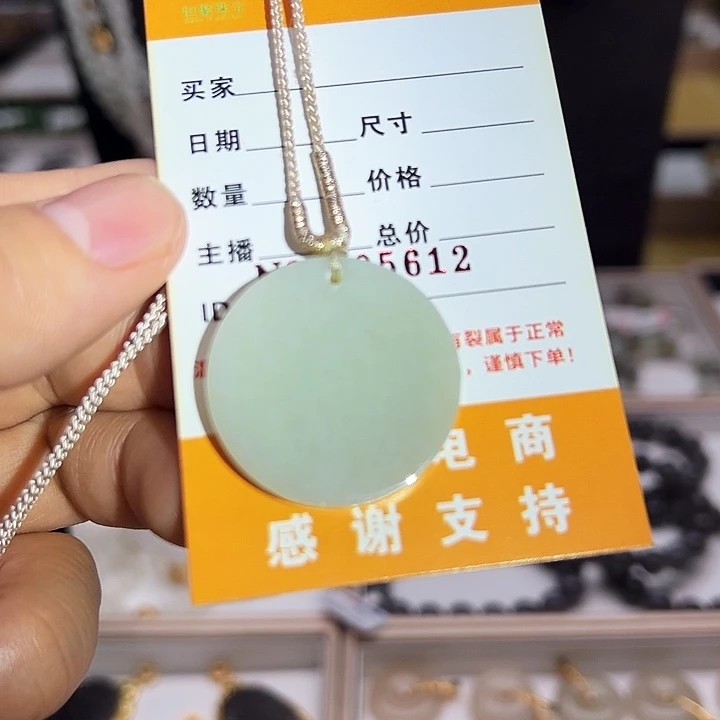 买家
日期 尺寸
数量 价格
主播 总价
5612
ID
裂属于正常
，谨慎下单！
电商
感谢支持